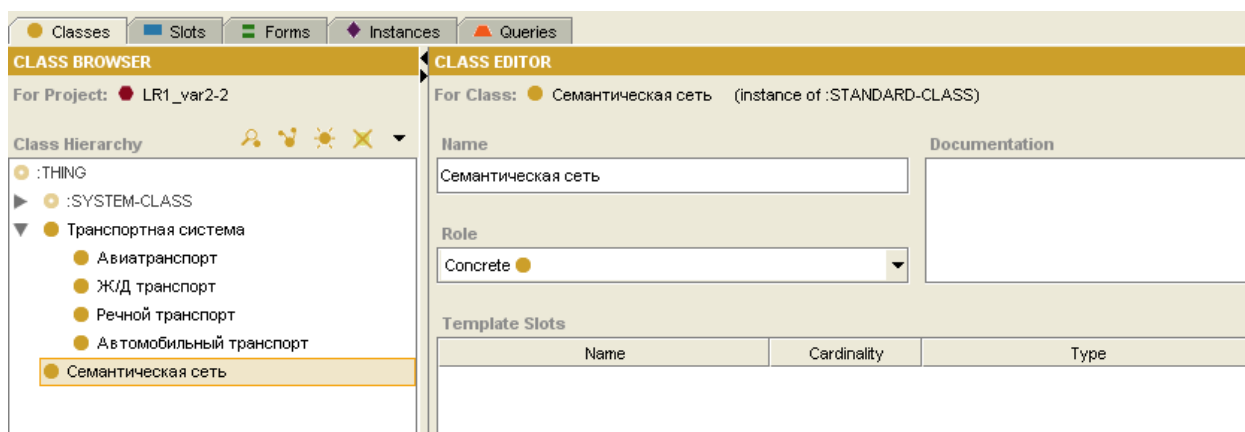 Classes Slots Forms Instances Queries
CLASS BROWSER
For Project: LR1_var2-2
Class Hierarchy
:THING
:SYSTEM-CLASS
Транспортная система
Авиатранспорт
Ж/Д транспорт
Речной транспорт
Автомобильный транспорт
Семантическая сеть
CLASS EDITOR
For Class: Семантическая сеть (instance of :STANDARD-CLASS)
Name
Семантическая сеть
Documentation
Role
Concrete
Template Slots
Name Cardinality Type